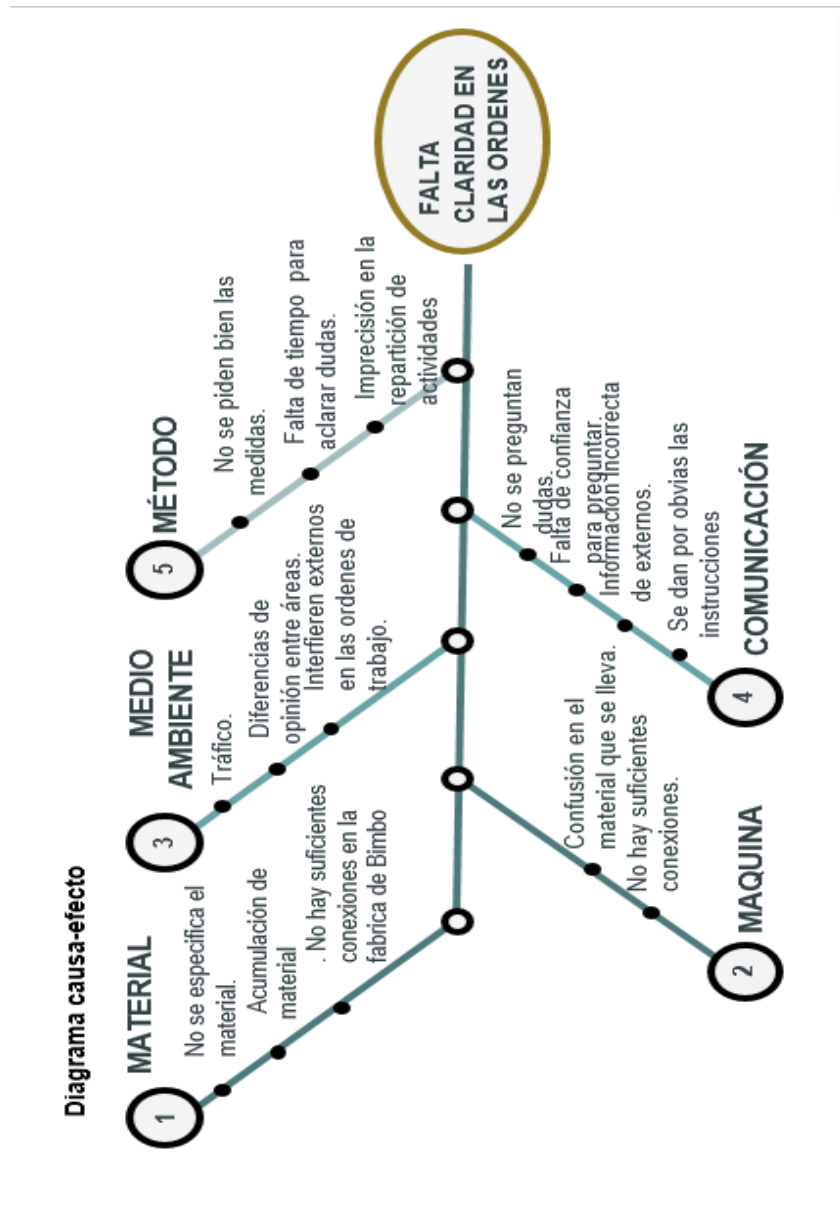 Diagrama causa-efecto
1
MATERIAL
No se especifica el
material.
Acumulación de
material
. No hay suficientes
conexiones en la
fabrica de Bimbo
3
MEDIO
AMBIENTE
Tráfico.
Diferencias de
opinión entre áreas.
Interfieren externos
en las ordenes de
trabajo.
5
MÉTODO
No se piden bien las
medidas.
Falta de tiempo para
aclarar dudas.
Imprecisión en la
repartición de
actividades
FALTA
CLARIDAD EN
LAS ORDENES
2
MAQUINA
Confusión en el
material que se lleva.
No hay suficientes
conexiones.
4
COMUNICACIÓN
No se preguntan
dudas.
Falta de confianza
para preguntar.
Información incorrecta
de externos.
Se dan por obvias las
instrucciones